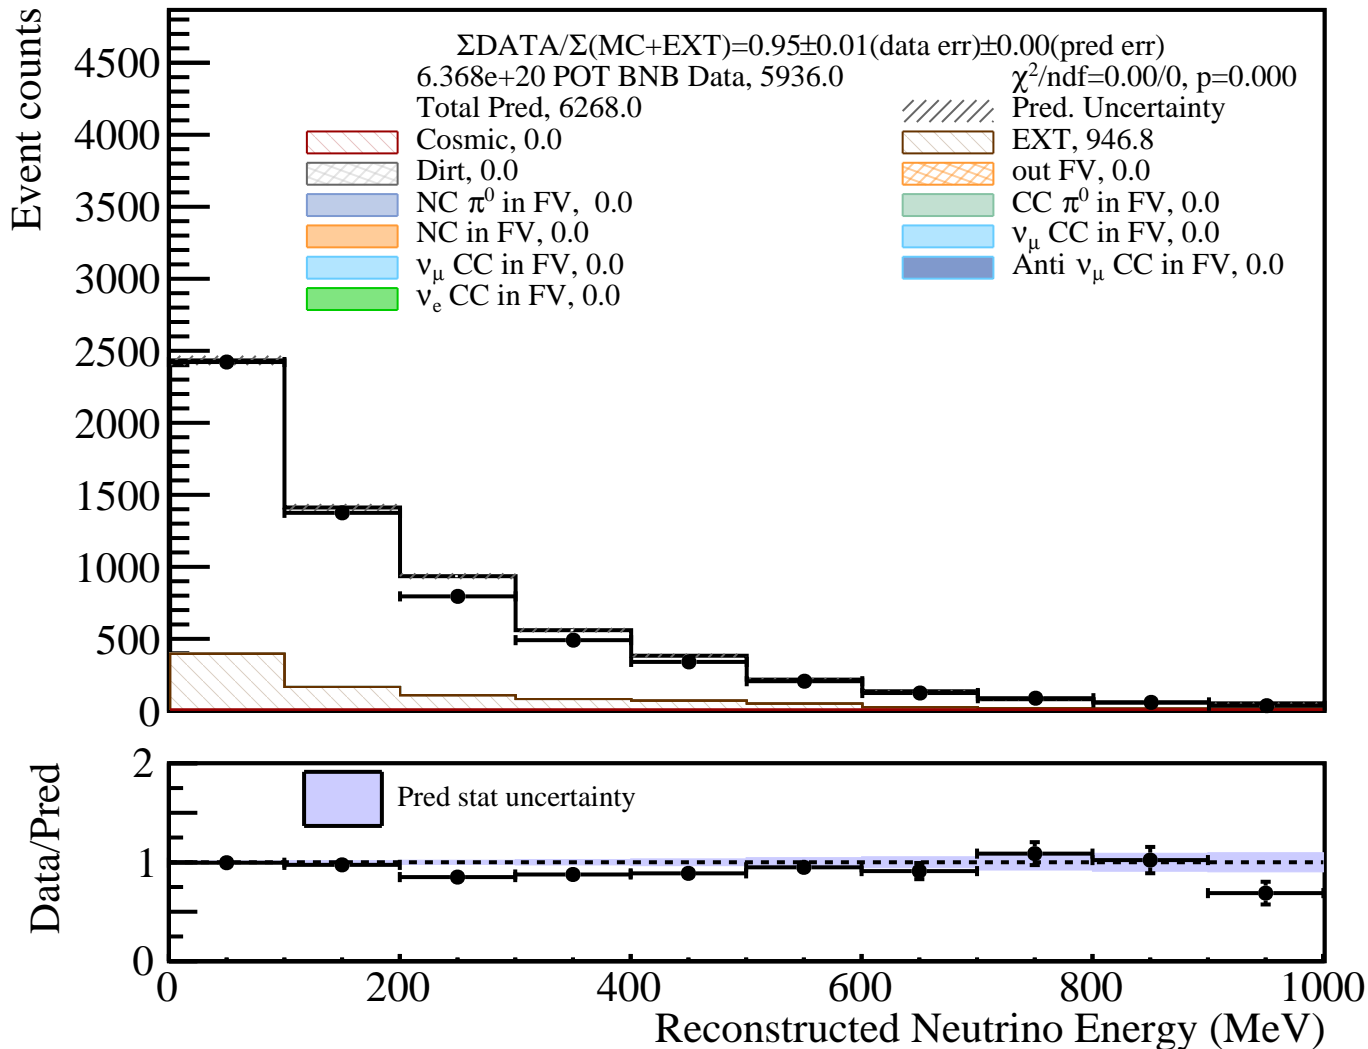 ΣDATA/Σ(MC+EXT)=0.95±0.01(data err)±0.00(pred err)
6.368e+20 POT BNB Data, 5936.0
χ²/ndf=0.00/0, p=0.000
Total Pred, 6268.0
Pred. Uncertainty
Cosmic, 0.0
EXT, 946.8
Dirt, 0.0
out FV, 0.0
NC π⁰ in FV, 0.0
CC π⁰ in FV, 0.0
NC in FV, 0.0
νμ CC in FV, 0.0
νμ CC in FV, 0.0
Anti νμ CC in FV, 0.0
νe CC in FV, 0.0
Event counts
4500
4000
3500
3000
2500
2000
1500
1000
500
0
Data/Pred
2
1
0
Pred stat uncertainty
0 200 400 600 800 1000
Reconstructed Neutrino Energy (MeV)